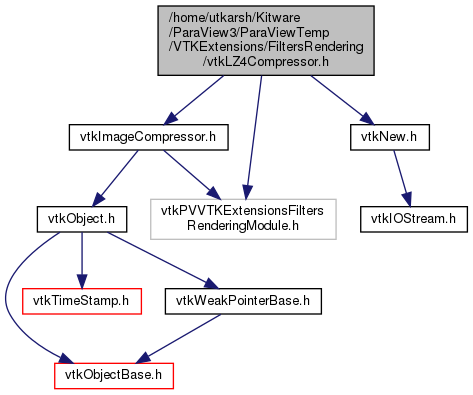 /home/utkarsh/Kitware
/ParaView3/ParaViewTemp
/VTKExtensions/FiltersRendering
/vtkLZ4Compressor.h
vtkImageCompressor.h
vtkNew.h
vtkObject.h
vtkPVVTKExtensionsFilters
RenderingModule.h
vtkIOStream.h
vtkTimeStamp.h
vtkWeakPointerBase.h
vtkObjectBase.h